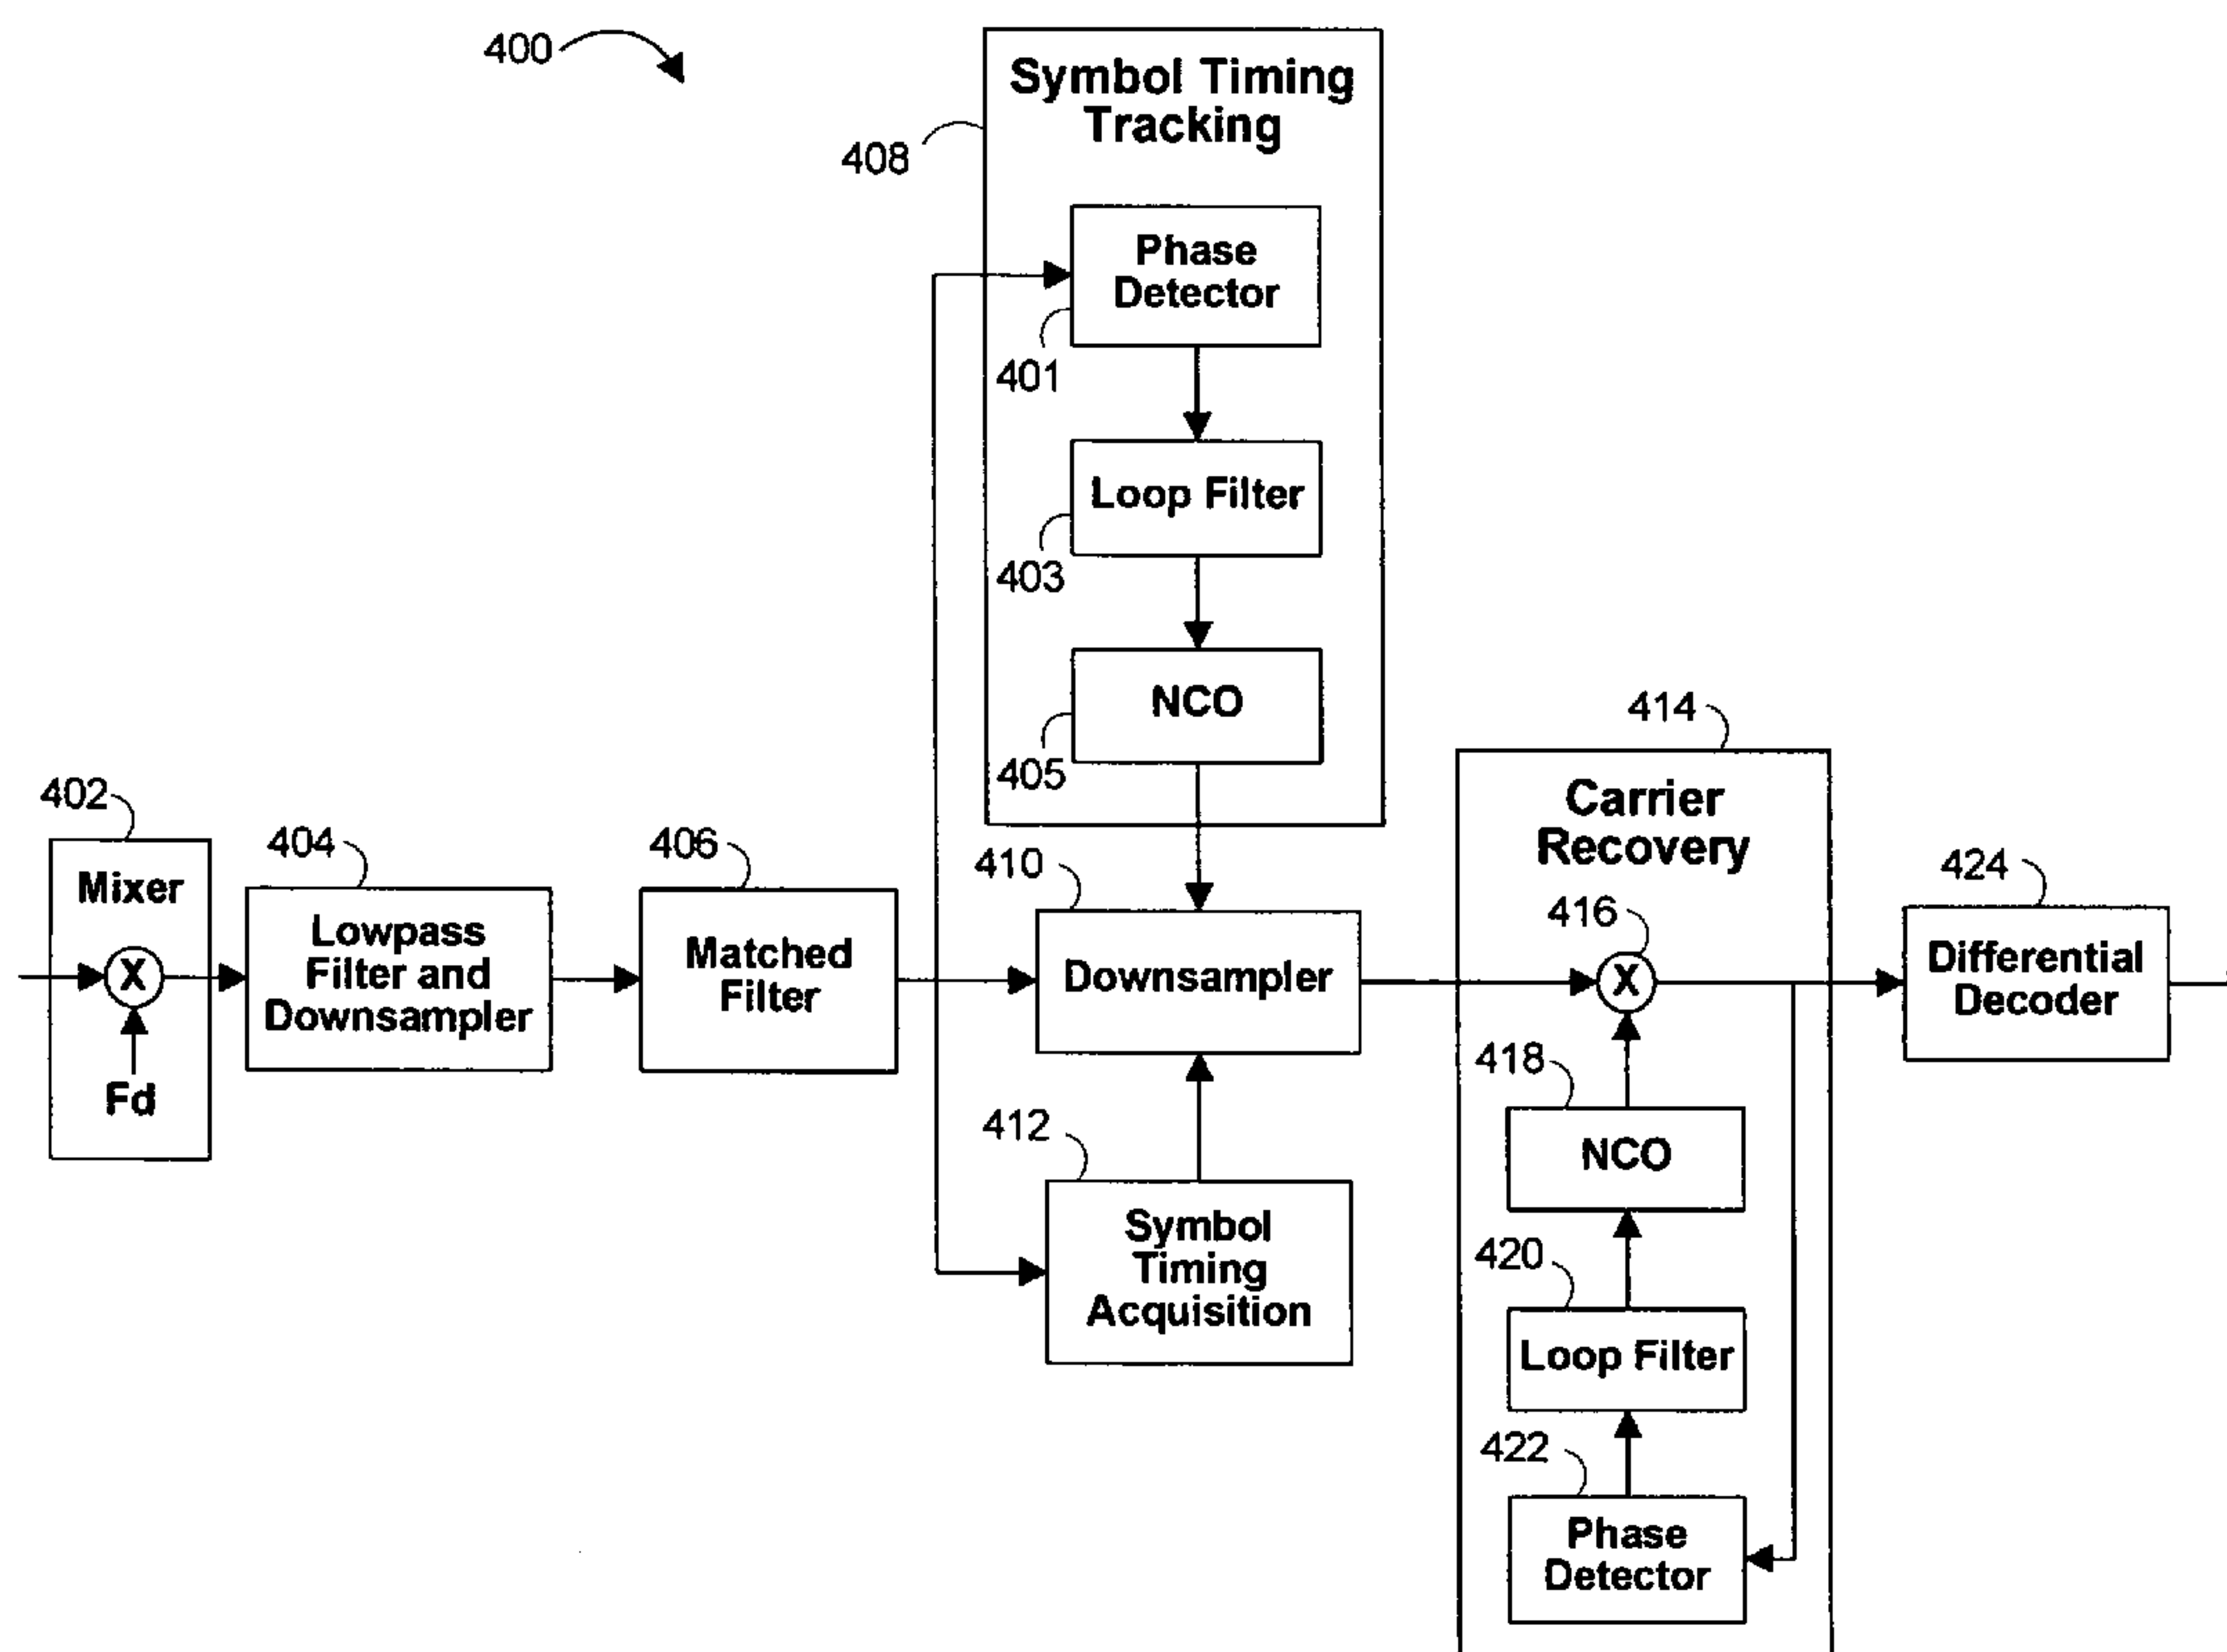 400
Symbol Timing
Tracking
408
Phase
Detector
401
Loop Filter
403
NCO
405
414
Carrier
Recovery
402
Mixer
X
Fd
404
Lowpass
Filter and
Downsampler
406
Matched
Filter
410
Downsampler
416
X
424
Differential
Decoder
412
Symbol
Timing
Acquisition
418
NCO
420
Loop Filter
422
Phase
Detector